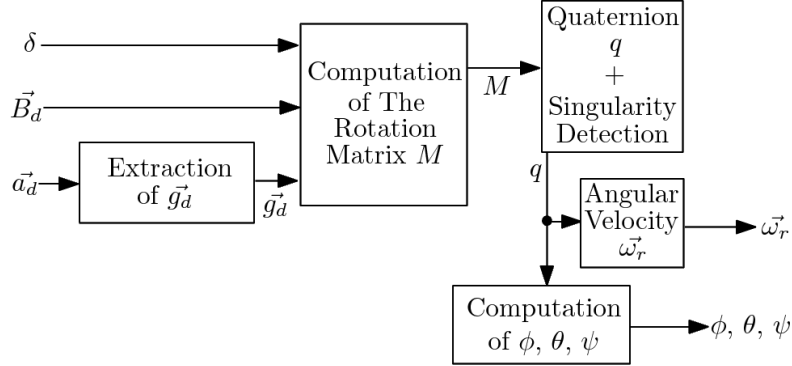 δ
B⃗_d
a⃗_d
Extraction
of g⃗_d
g⃗_d
Computation
of The
Rotation
Matrix M
M
Quaternion
q
+
Singularity
Detection
q
Angular
Velocity
ω⃗_r
ω⃗_r
Computation
of ϕ, θ, ψ
ϕ, θ, ψ